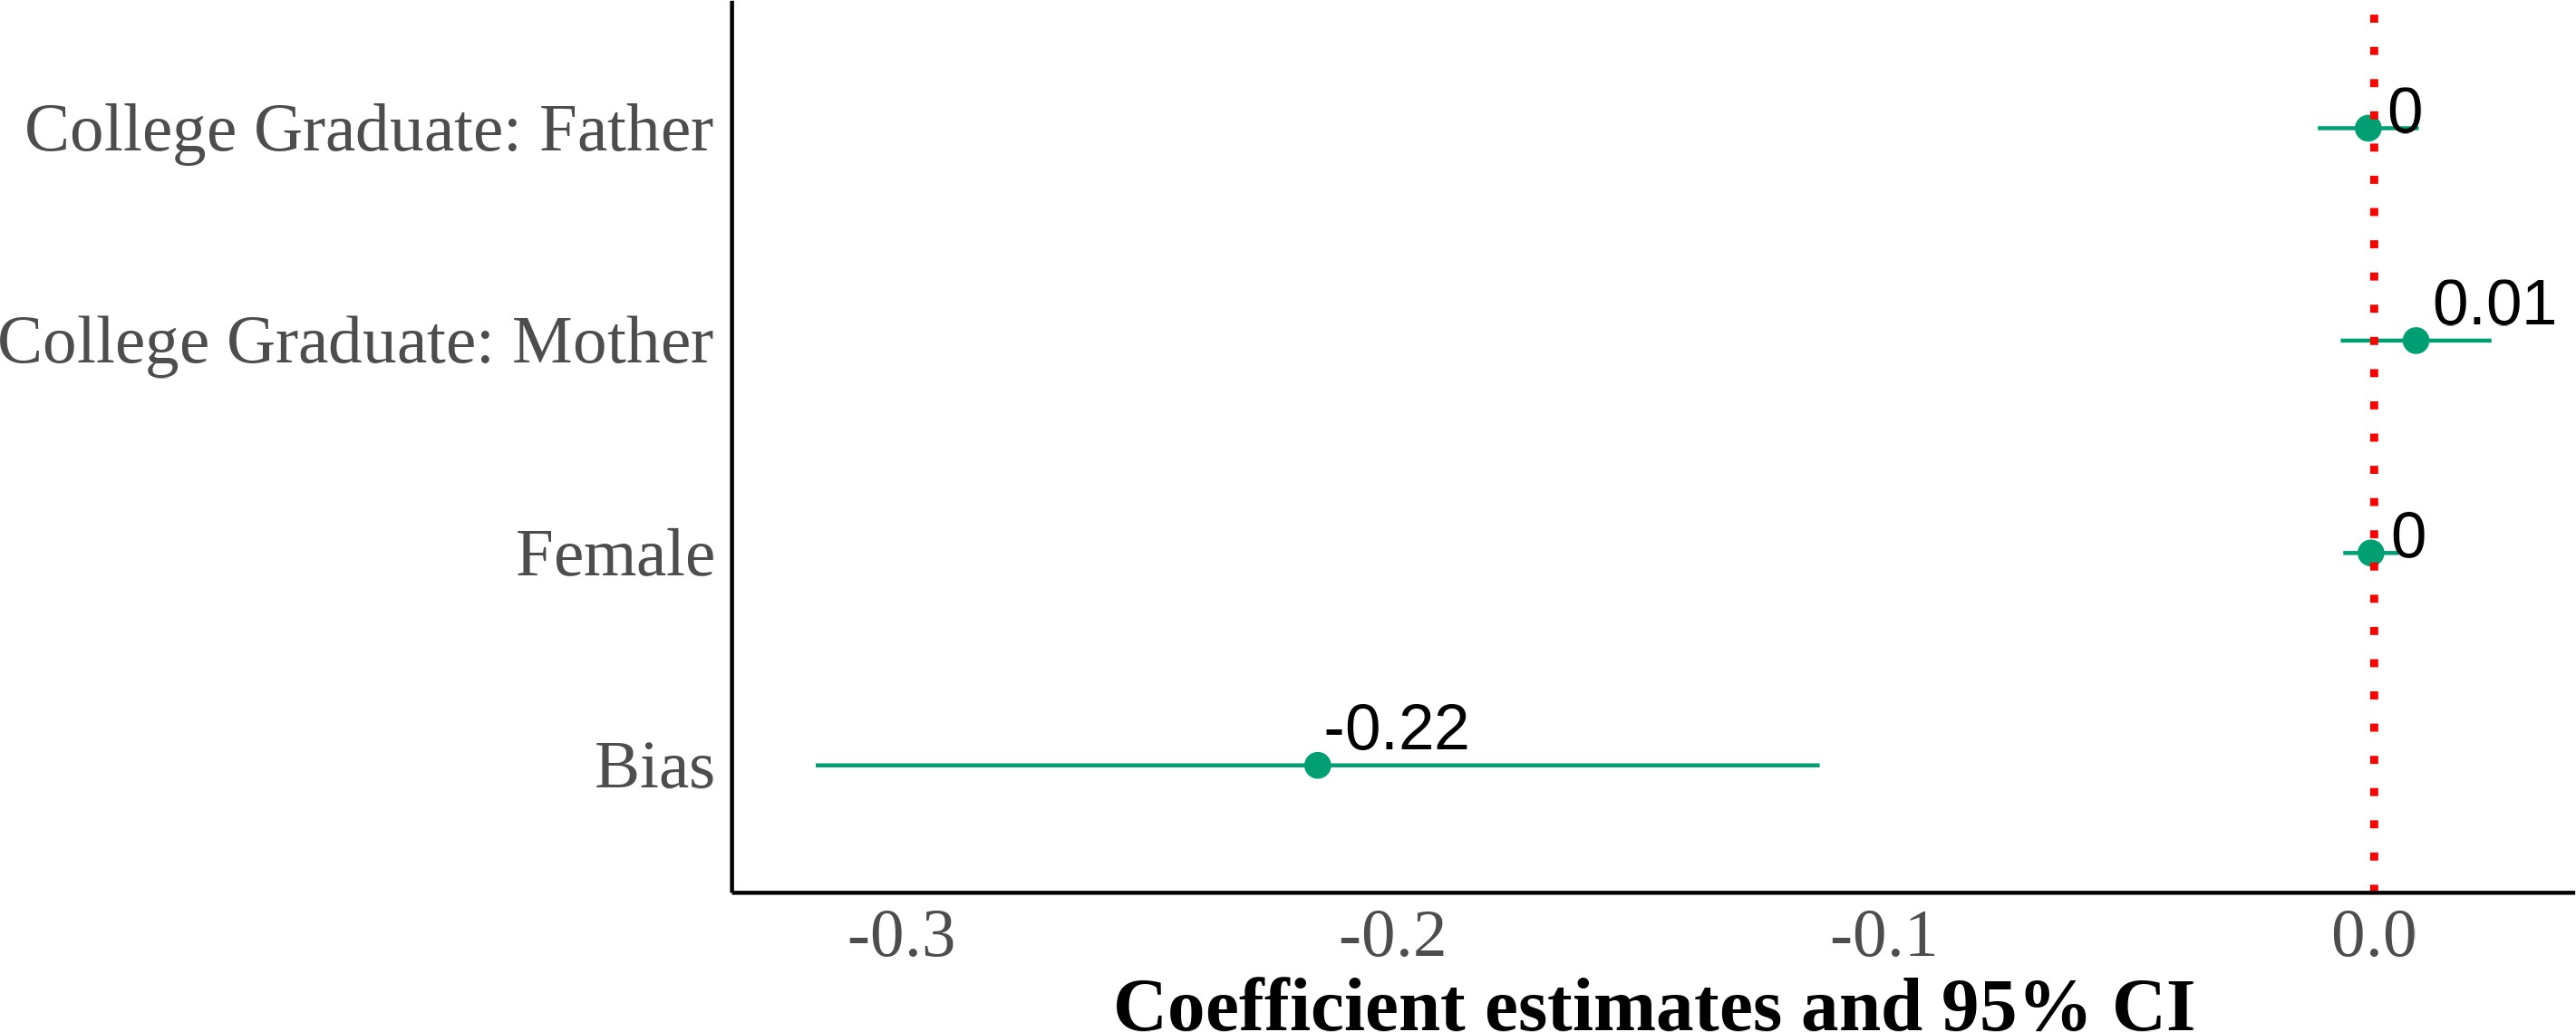 College Graduate: Father
0
College Graduate: Mother
0.01
Female
0
Bias
-0.22
-0.3 -0.2 -0.1 0.0
Coefficient estimates and 95% CI